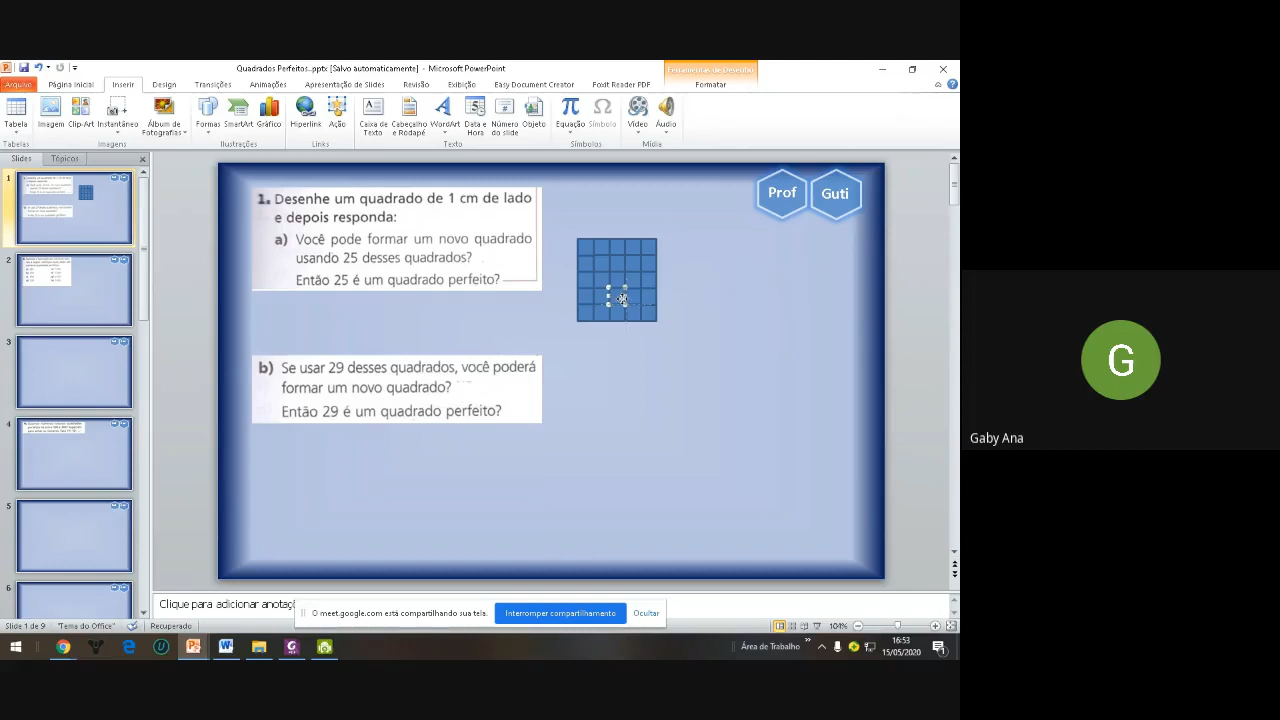 Quadrados Perfeitos..pptx [Salvo automaticamente] - Microsoft PowerPoint
Ferramentas de Desenho
Arquivo Página Inicial Inserir Design Transições Animações Apresentação de Slides Revisão Exibição Easy Document Creator Foxit Reader PDF Formatar
Tabela Imagem Clip-Art Instantâneo Álbum de Fotografias Formas SmartArt Gráfico Hiperlink Ação Caixa de Texto Cabeçalho e Rodapé WordArt Data e Hora Número do slide Objeto Equação Símbolo Vídeo Áudio
Tabelas Imagens Ilustrações Links Texto Símbolos Mídia
Slides Tópicos
1
2
3
4
5
6
Prof Guti
1. Desenhe um quadrado de 1 cm de lado
e depois responda:
a) Você pode formar um novo quadrado
usando 25 desses quadrados?
Então 25 é um quadrado perfeito?
b) Se usar 29 desses quadrados, você poderá
formar um novo quadrado?
Então 29 é um quadrado perfeito?
G
Gaby Ana
Clique para adicionar anotaç
O meet.google.com está compartilhando sua tela. Interromper compartilhamento Ocultar
Slide 1 de 9 "Tema do Office" Recuperado 104%
Área de Trabalho
16:53
15/05/2020